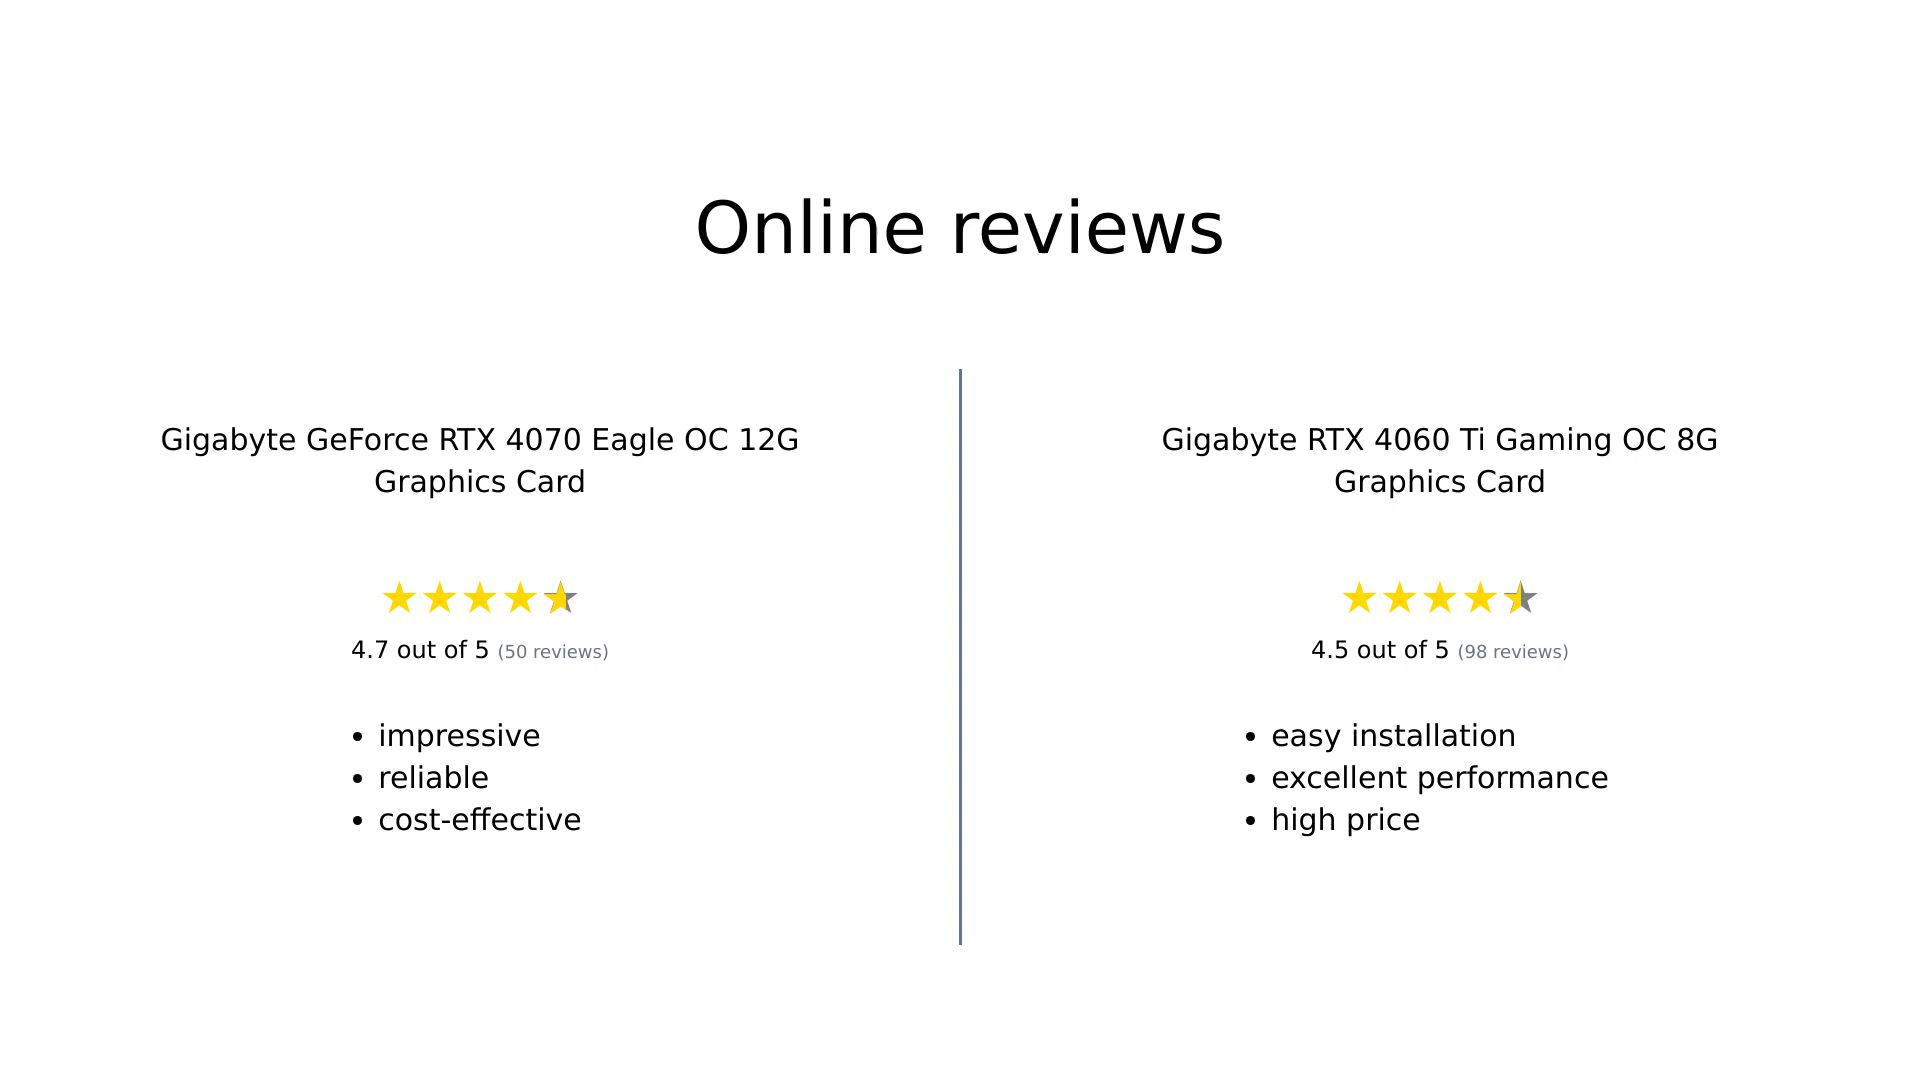 Online reviews
Gigabyte GeForce RTX 4070 Eagle OC 12G
Graphics Card
4.7 out of 5 (50 reviews)
• impressive
• reliable
• cost-effective
Gigabyte RTX 4060 Ti Gaming OC 8G
Graphics Card
4.5 out of 5 (98 reviews)
• easy installation
• excellent performance
• high price